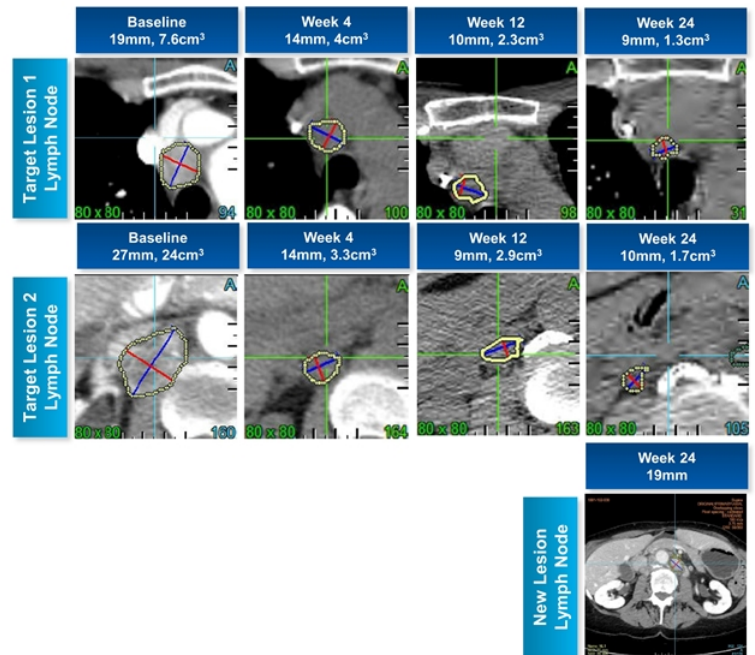 Baseline
19mm, 7.6cm³
Week 4
14mm, 4cm³
Week 12
10mm, 2.3cm³
Week 24
9mm, 1.3cm³
Target Lesion 1
Lymph Node
A
80 x 80
94
A
80 x 80
100
A
80 x 80
98
A
80 x 80
31
Baseline
27mm, 24cm³
Week 4
14mm, 3.3cm³
Week 12
9mm, 2.9cm³
Week 24
10mm, 1.7cm³
Target Lesion 2
Lymph Node
A
80 x 80
160
A
80 x 80
164
A
80 x 80
163
A
80 x 80
105
Week 24
19mm
New Lesion
Lymph Node